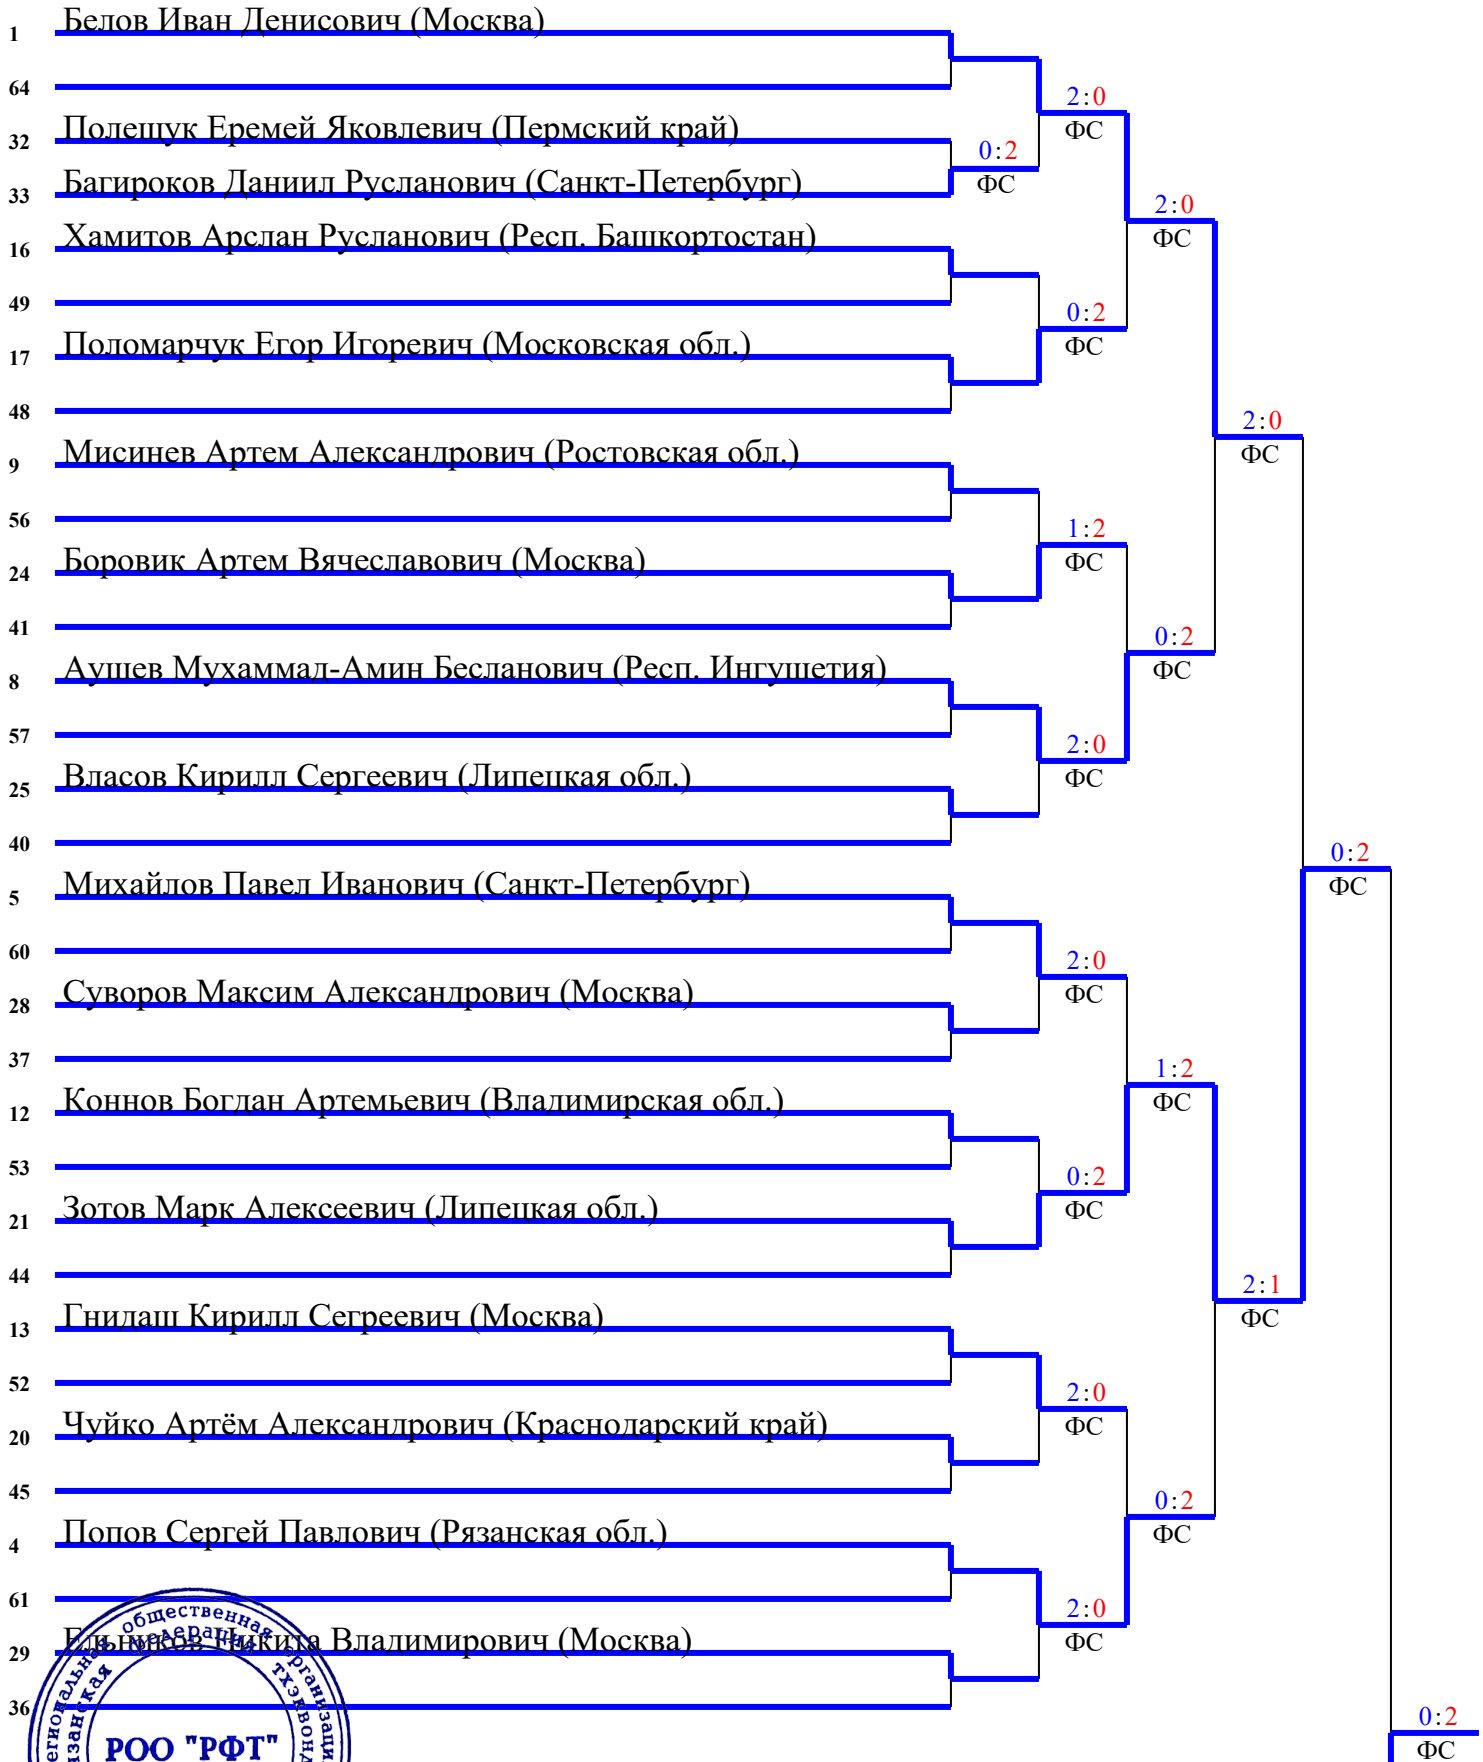 1 Белов Иван Денисович (Москва)
64
2:0
ФС
32 Полещук Еремей Яковлевич (Пермский край)
0:2
ФС
33 Багироков Даниил Русланович (Санкт-Петербург)
2:0
ФС
16 Хамитов Арслан Русланович (Респ. Башкортостан)
49
0:2
ФС
17 Поломарчук Егор Игоревич (Московская обл.)
48
2:0
ФС
9 Мисинев Артем Александрович (Ростовская обл.)
56
1:2
ФС
24 Боровик Артем Вячеславович (Москва)
41
0:2
ФС
8 Аушев Мухаммад-Амин Бесланович (Респ. Ингушетия)
57
2:0
ФС
25 Власов Кирилл Сергеевич (Липецкая обл.)
40
0:2
ФС
5 Михайлов Павел Иванович (Санкт-Петербург)
60
2:0
ФС
28 Суворов Максим Александрович (Москва)
37
1:2
ФС
12 Коннов Богдан Артемьевич (Владимирская обл.)
53
0:2
ФС
21 Зотов Марк Алексеевич (Липецкая обл.)
44
2:1
ФС
13 Гнидаш Кирилл Сегреевич (Москва)
52
2:0
ФС
20 Чуйко Артём Александрович (Краснодарский край)
45
0:2
ФС
4 Попов Сергей Павлович (Рязанская обл.)
61
2:0
ФС
29 Никита Владимирович (Москва)
36
общественная
федерация
РОО "РФТ"
0:2
ФС